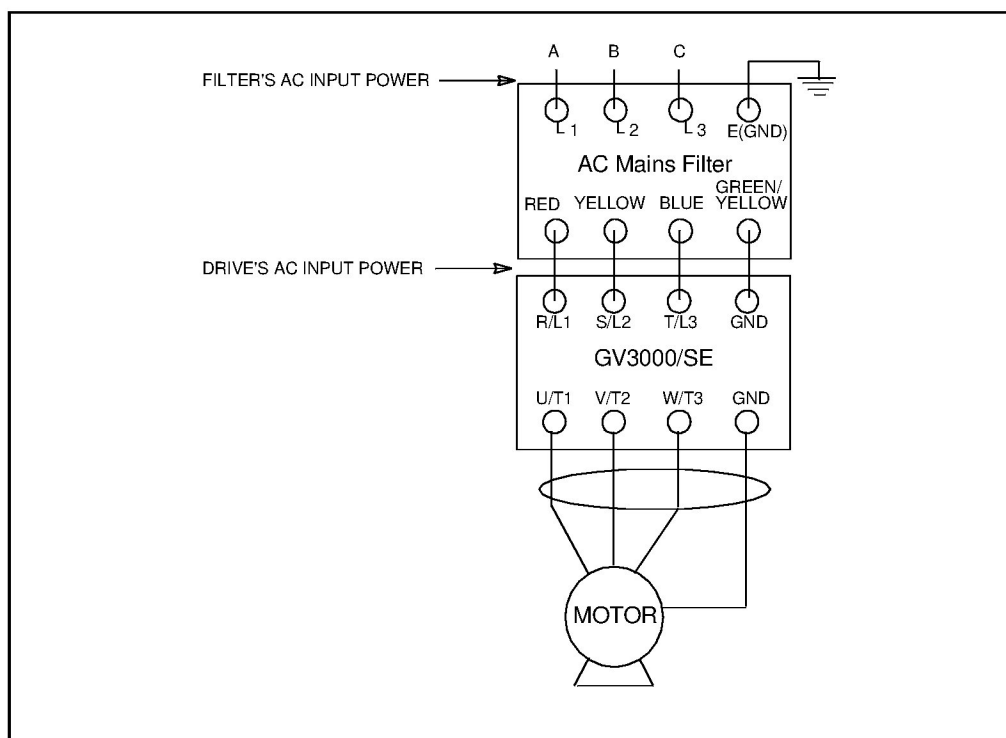 A B C
FILTER'S AC INPUT POWER
L1 L2 L3 E(GND)
AC Mains Filter
RED YELLOW BLUE GREEN/
YELLOW
DRIVE'S AC INPUT POWER
R/L1 S/L2 T/L3 GND
GV3000/SE
U/T1 V/T2 W/T3 GND
MOTOR